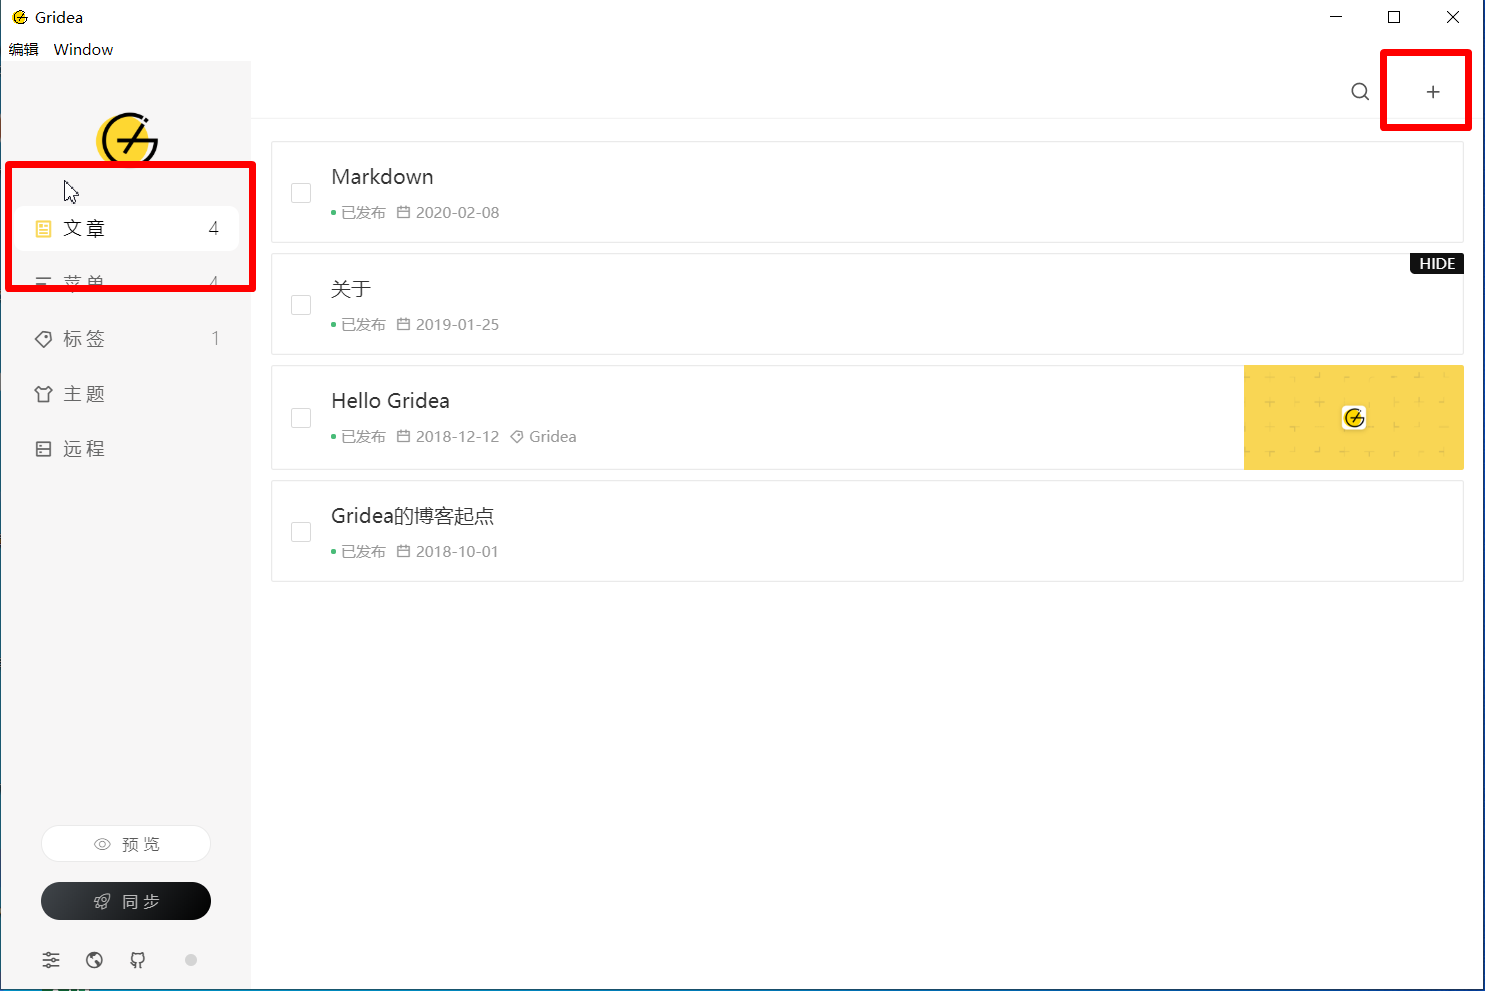 Gridea
编辑 Window
文章 4
菜单 4
标签 1
主题
远程
预览
同步
Markdown
已发布 2020-02-08
HIDE
关于
已发布 2019-01-25
Hello Gridea
已发布 2018-12-12 Gridea
Gridea的博客起点
已发布 2018-10-01